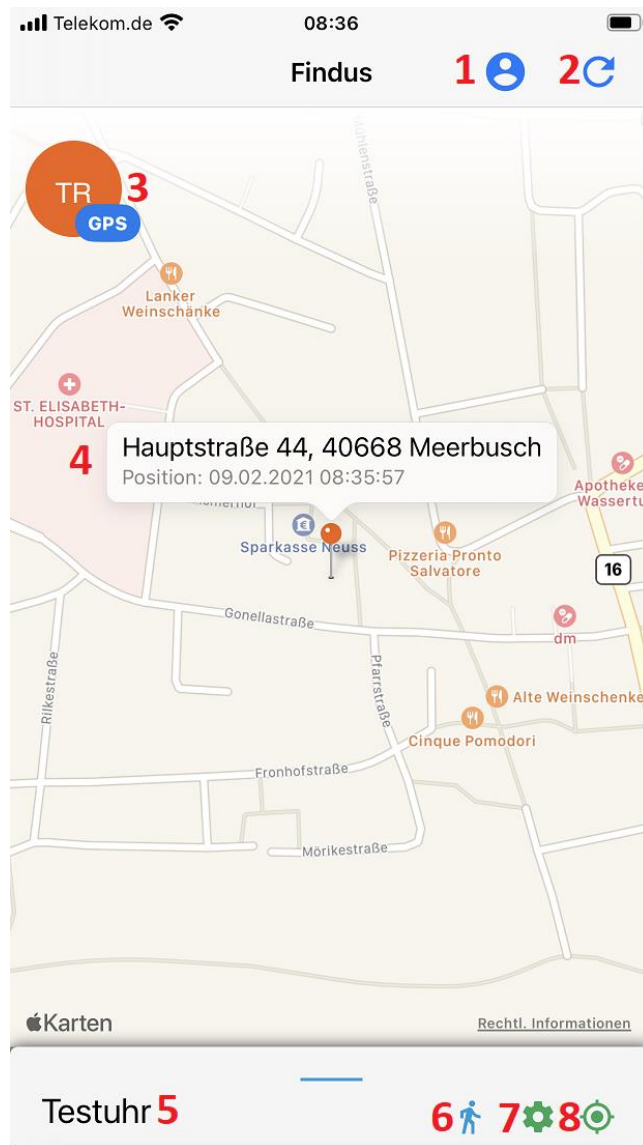 Telekom.de 08:36
Findus 1 2
Mühlenstraße
TR 3
GPS
Lanker
Weinschänke
ST. ELISABETH-
HOSPITAL
4
Hauptstraße 44, 40668 Meerbusch
Position: 09.02.2021 08:35:57
Apotheke
Wassertu
Sparkasse Neuss
Pizzeria Pronto
Salvatore
16
Gonellastraße
dm
Rilkestraße
Pfarrstraße
Alte Weinschenke
Cinque Pomodori
Fronhofstraße
Mörikestraße
Karten
Rechtl. Informationen
Testuhr 5 6 7 8